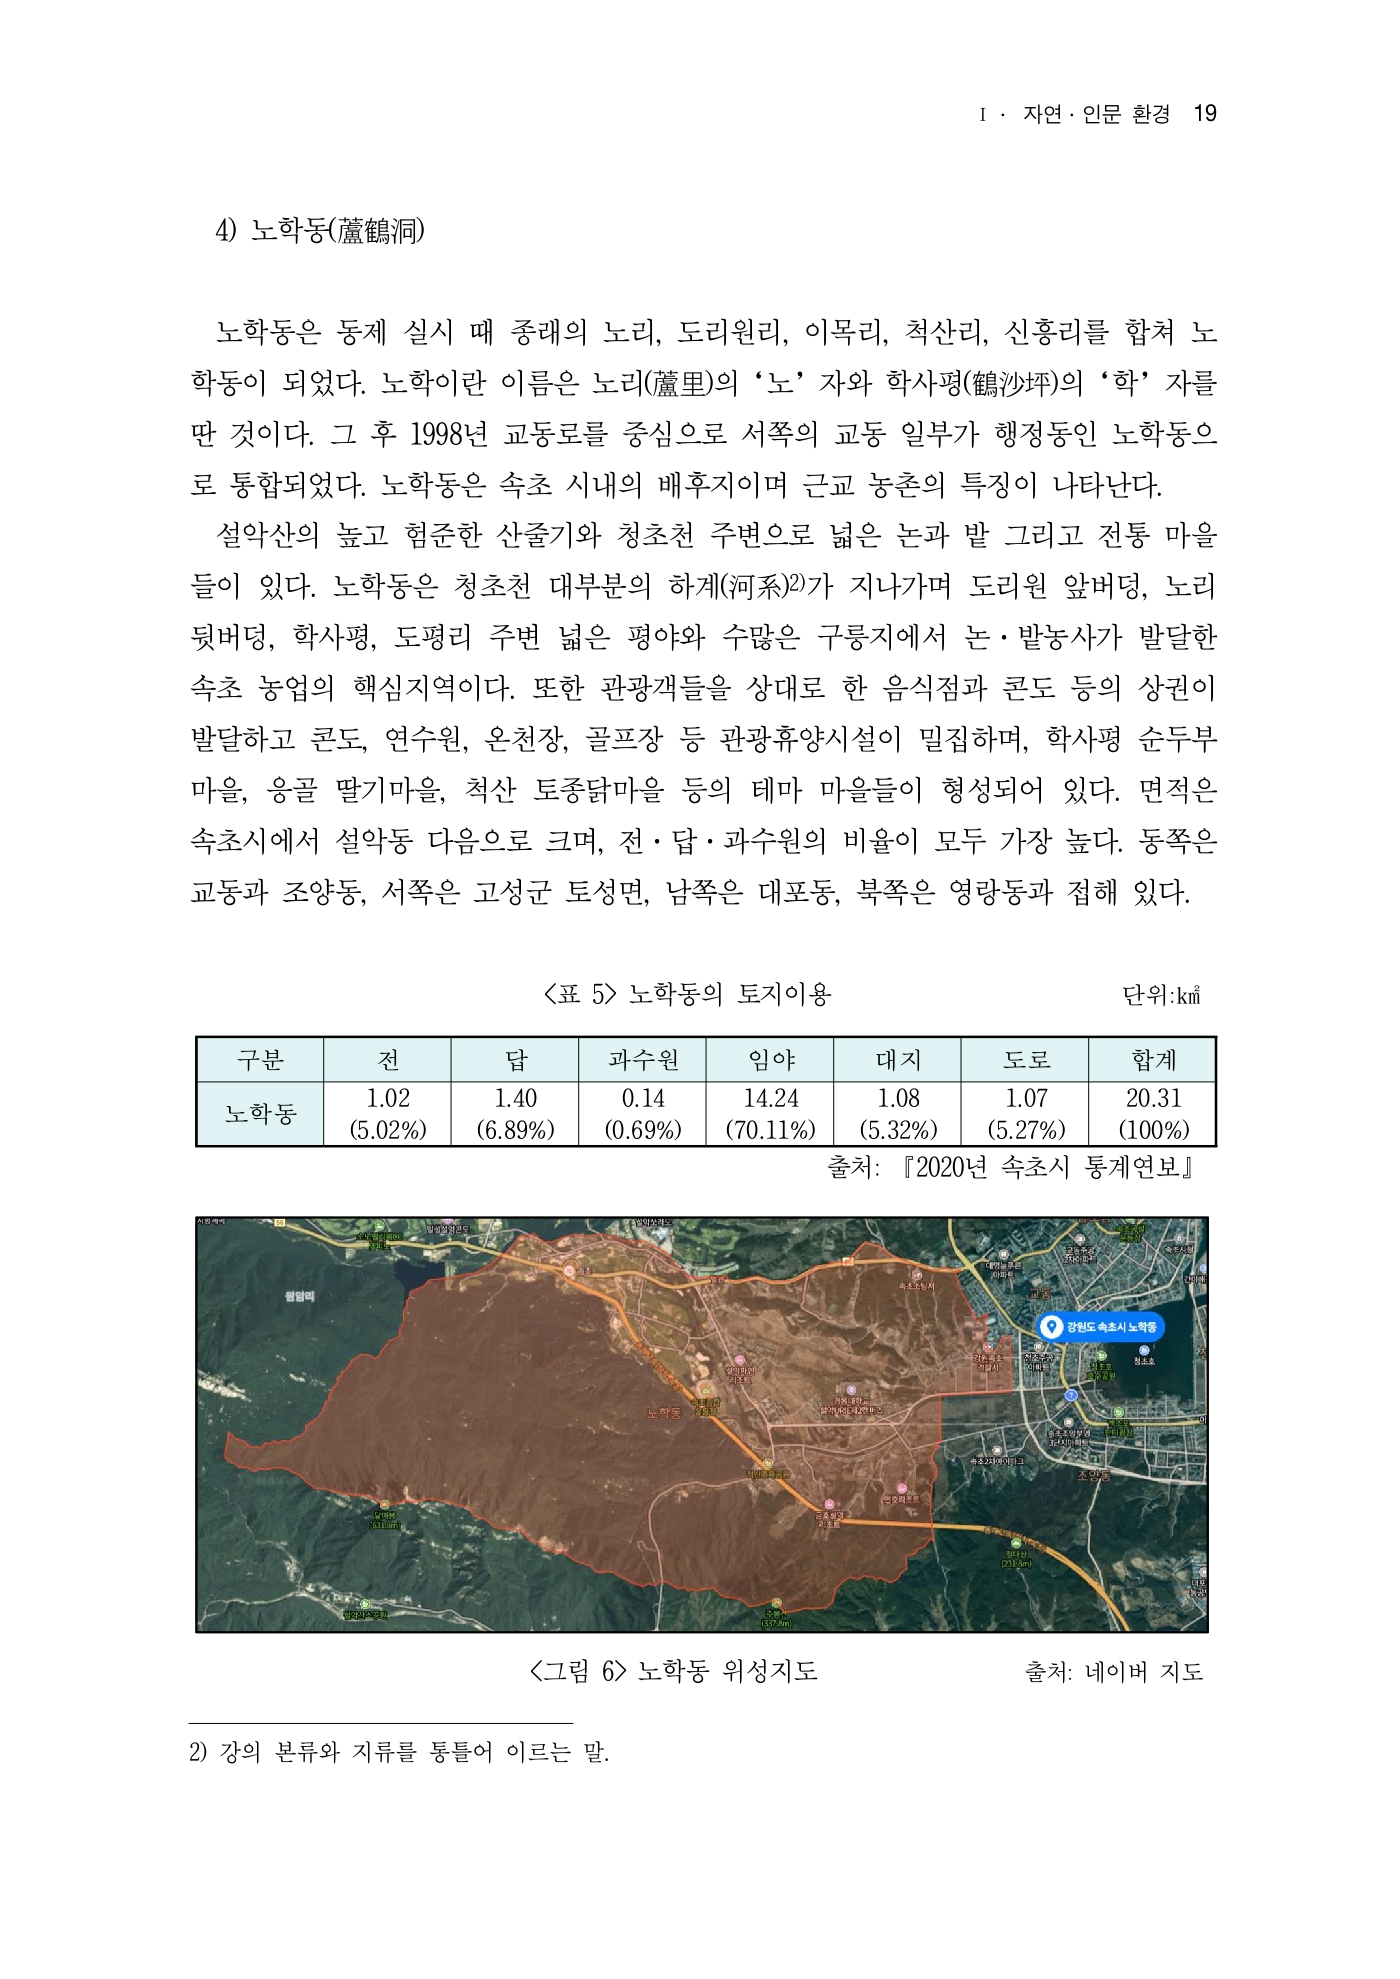 Ⅰ · 자연 · 인문 환경 19
4) 노학동(蘆鶴洞)
노학동은 동제 실시 때 종래의 노리, 도리원리, 이목리, 척산리, 신흥리를 합쳐 노
학동이 되었다. 노학이란 이름은 노리(蘆里)의 ‘노’ 자와 학사평(鶴沙坪)의 ‘학’ 자를
딴 것이다. 그 후 1998년 교동로를 중심으로 서쪽의 교동 일부가 행정동인 노학동으
로 통합되었다. 노학동은 속초 시내의 배후지이며 근교 농촌의 특징이 나타난다.
설악산의 높고 험준한 산줄기와 청초천 주변으로 넓은 논과 밭 그리고 전통 마을
들이 있다. 노학동은 청초천 대부분의 하계(河系)2)가 지나가며 도리원 앞버덩, 노리
뒷버덩, 학사평, 도평리 주변 넓은 평야와 수많은 구릉지에서 논·밭농사가 발달한
속초 농업의 핵심지역이다. 또한 관광객들을 상대로 한 음식점과 콘도 등의 상권이
발달하고 콘도, 연수원, 온천장, 골프장 등 관광휴양시설이 밀집하며, 학사평 순두부
마을, 응골 딸기마을, 척산 토종닭마을 등의 테마 마을들이 형성되어 있다. 면적은
속초시에서 설악동 다음으로 크며, 전·답·과수원의 비율이 모두 가장 높다. 동쪽은
교동과 조양동, 서쪽은 고성군 토성면, 남쪽은 대포동, 북쪽은 영랑동과 접해 있다.
<표 5> 노학동의 토지이용 단위:㎢
구분 전 답 과수원 임야 대지 도로 합계
노학동 1.02 1.40 0.14 14.24 1.08 1.07 20.31
(5.02%) (6.89%) (0.69%) (70.11%) (5.32%) (5.27%) (100%)
출처: 『2020년 속초시 통계연보』
원암리
교동
강원도 속초시 노학동
청초호
노학동
조양동
달마봉
청대산
(231.8m)
주봉
<그림 6> 노학동 위성지도 출처: 네이버 지도
2) 강의 본류와 지류를 통틀어 이르는 말.